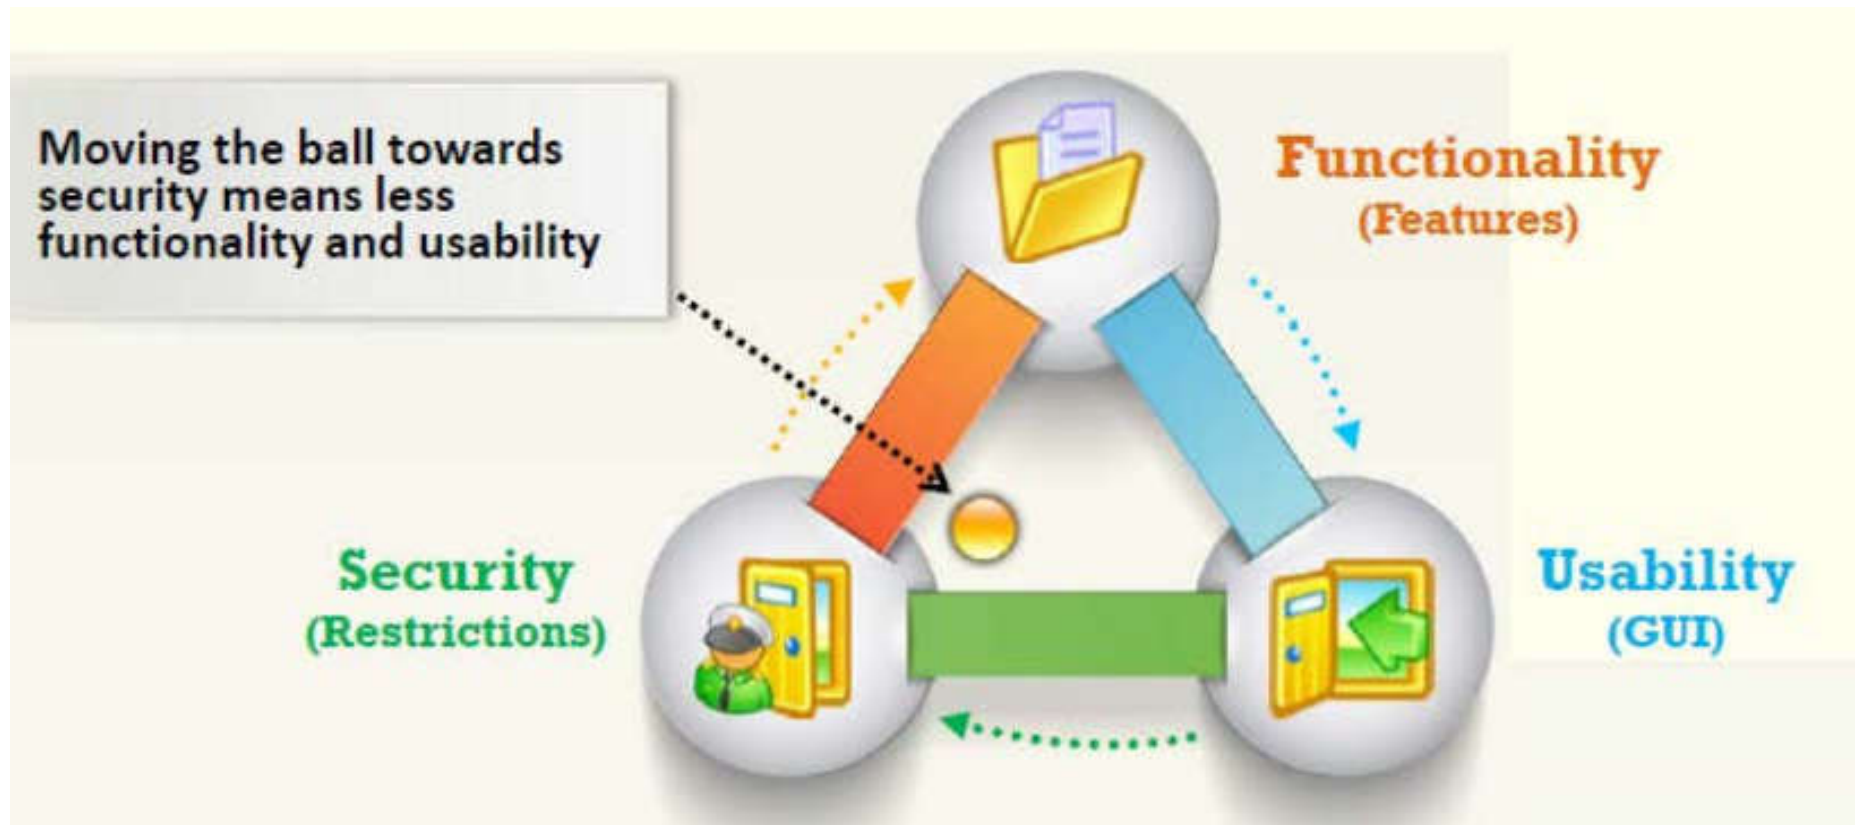 Moving the ball towards
security means less
functionality and usability
Functionality
(Features)
Security
(Restrictions)
Usability
(GUI)